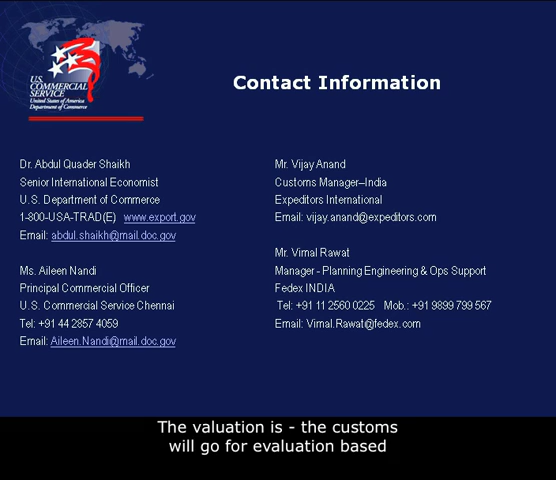 U.S.
COMMERCIAL
SERVICE
United States of America
Department of Commerce
Contact Information
Dr. Abdul Quader Shaikh
Senior International Economist
U.S. Department of Commerce
1-800-USA-TRAD(E) www.export.gov
Email: abdul.shaikh@mail.doc.gov
Ms. Aileen Nandi
Principal Commercial Officer
U.S. Commercial Service Chennai
Tel: +91 44 2857 4059
Email: Aileen.Nandi@mail.doc.gov
Mr. Vijay Anand
Customs Manager–India
Expeditors International
Email: vijay.anand@expeditors.com
Mr. Vimal Rawat
Manager - Planning Engineering & Ops Support
Fedex INDIA
Tel: +91 11 2560 0225 Mob.: +91 9899 799 567
Email: Vimal.Rawat@fedex.com
The valuation is - the customs
will go for evaluation based